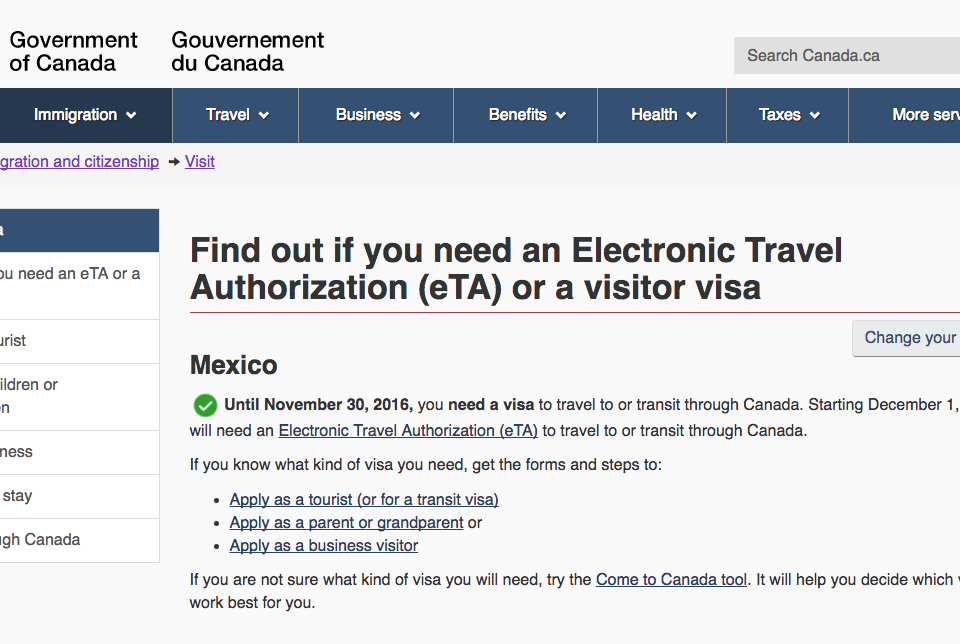 Government Gouvernement
of Canada du Canada
Search Canada.ca
Immigration Travel Business Benefits Health Taxes More serv
gration and citizenship ➔ Visit
a
ou need an eTA or a
urist
ildren or
en
ness
stay
ugh Canada
Find out if you need an Electronic Travel
Authorization (eTA) or a visitor visa
Change your
Mexico
Until November 30, 2016, you need a visa to travel to or transit through Canada. Starting December 1,
will need an Electronic Travel Authorization (eTA) to travel to or transit through Canada.
If you know what kind of visa you need, get the forms and steps to:
• Apply as a tourist (or for a transit visa)
• Apply as a parent or grandparent or
• Apply as a business visitor
If you are not sure what kind of visa you will need, try the Come to Canada tool. It will help you decide which
work best for you.